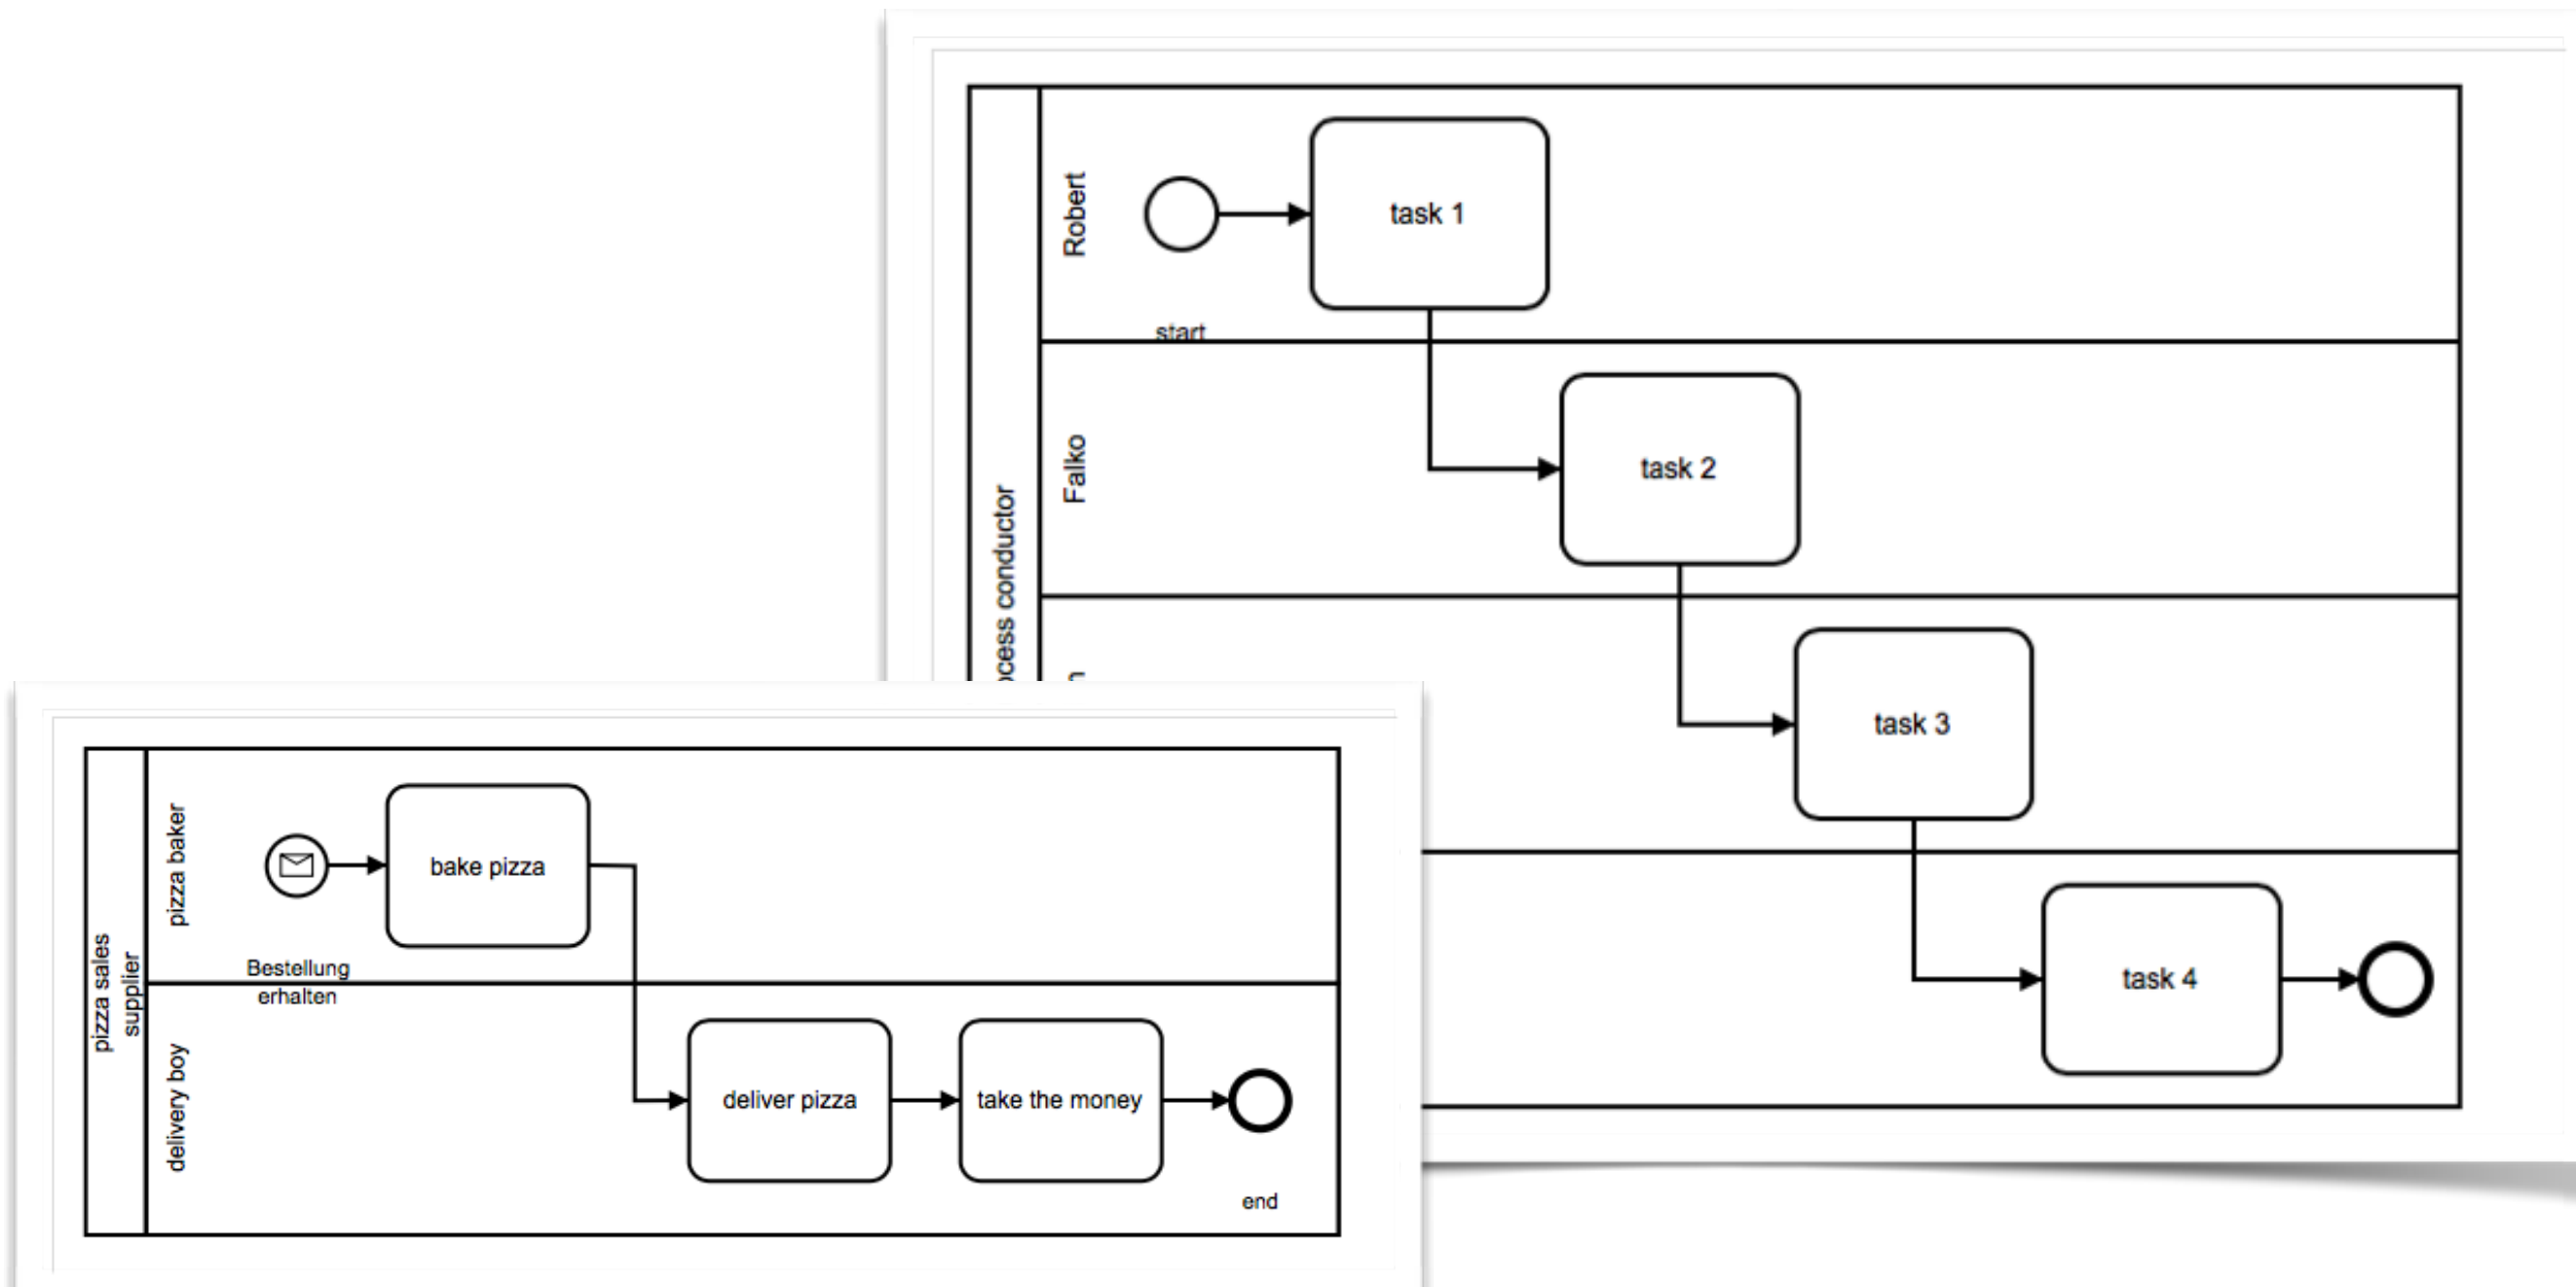 Robert
task 1
start
Falko
task 2
conductor
task 3
task 4
pizza sales
supplier
pizza baker
bake pizza
Bestellung
erhalten
delivery boy
deliver pizza
take the money
end